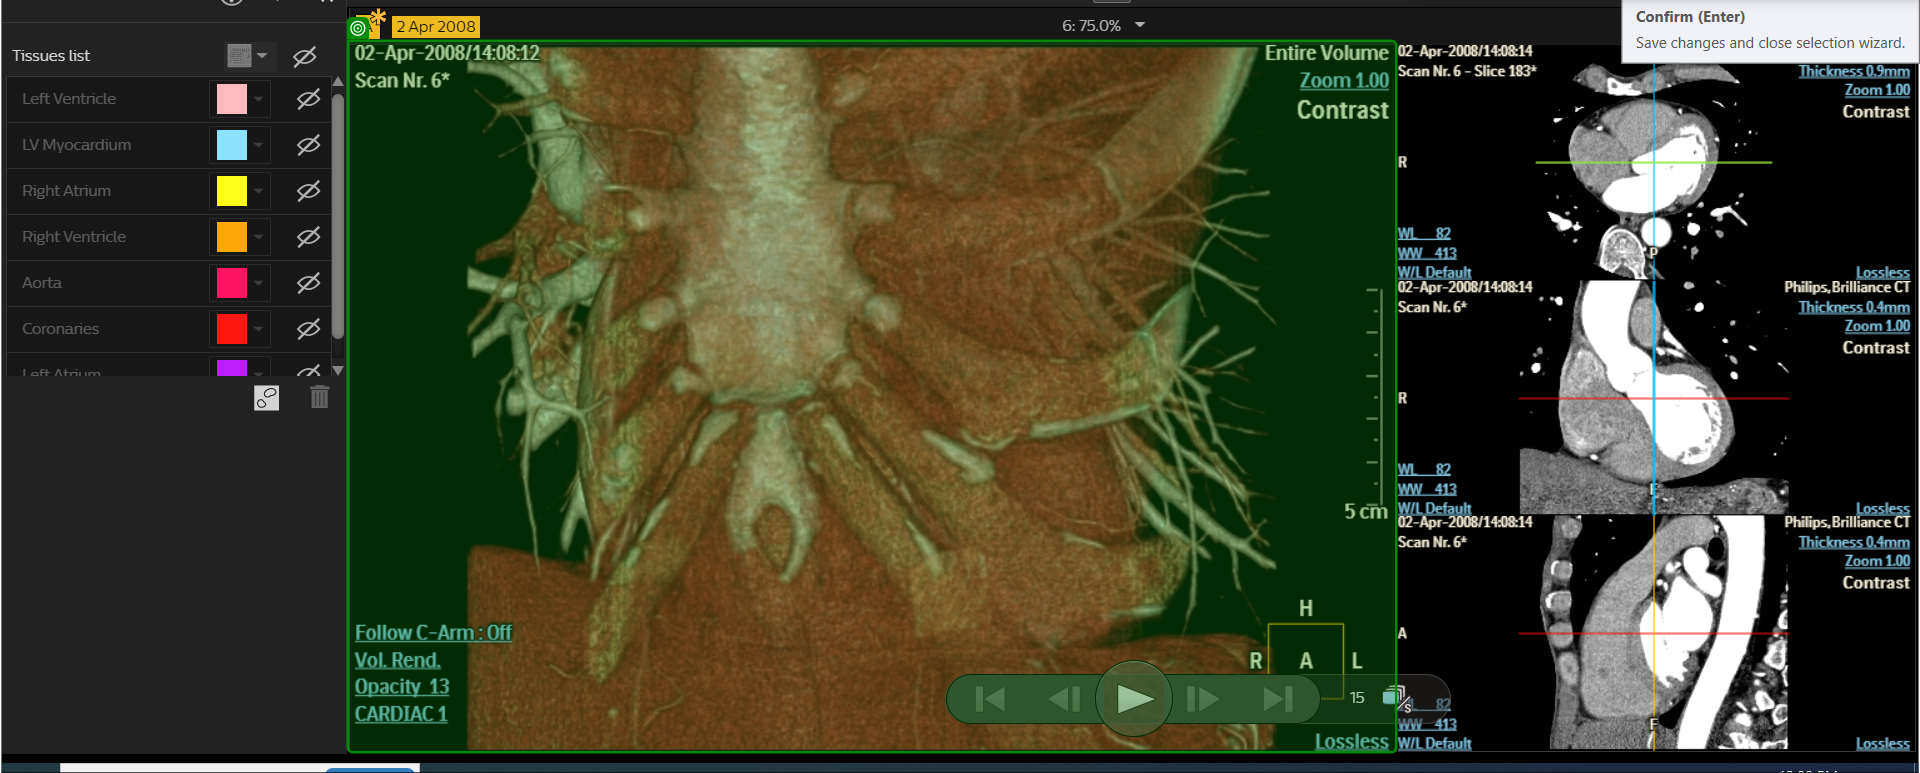 Tissues list
Left Ventricle
LV Myocardium
Right Atrium
Right Ventricle
Aorta
Coronaries
Left Atrium
2 Apr 2008
6: 75.0%
02-Apr-2008/14:08:12
Scan Nr. 6*
Entire Volume
Zoom 1.00
Contrast
5 cm
Follow C-Arm : Off
Vol. Rend.
Opacity 13
CARDIAC 1
H
R A L
15
S
Lossless
Confirm (Enter)
Save changes and close selection wizard.
02-Apr-2008/14:08:14
Scan Nr. 6 - Slice 183*
Thickness 0.9mm
Zoom 1.00
Contrast
R
WL 82
WW 413
W/L Default
P
Lossless
02-Apr-2008/14:08:14
Scan Nr. 6*
Philips,Brilliance CT
Thickness 0.4mm
Zoom 1.00
Contrast
R
WL 82
WW 413
W/L Default
F
Lossless
02-Apr-2008/14:08:14
Scan Nr. 6*
Philips,Brilliance CT
Thickness 0.4mm
Zoom 1.00
Contrast
A
82
WW 413
W/L Default
F
Lossless